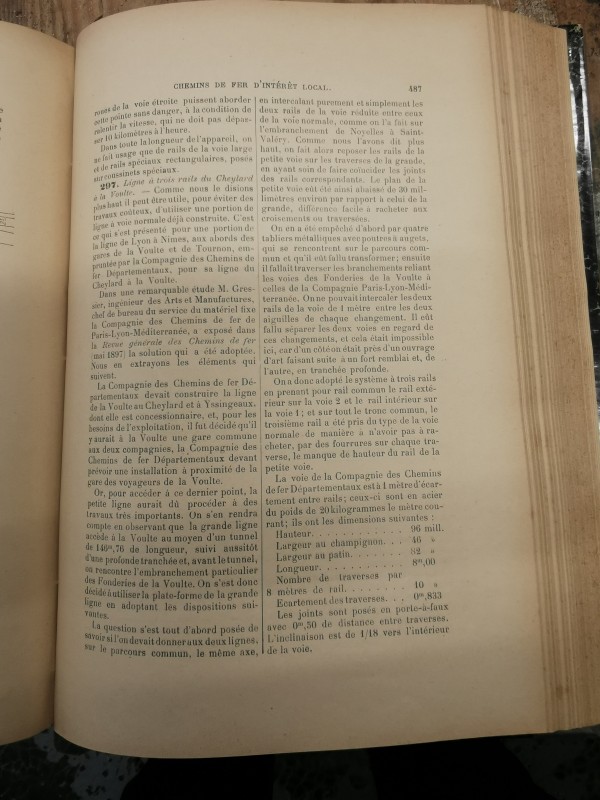 CHEMINS DE FER D'INTÉRÊT LOCAL.
487
roues de la voie étroite puissent aborder
cette pointe sans danger, à la condition de
ralentir la vitesse, qui ne doit pas dépas-
ser 10 kilomètres à l'heure.
Dans toute la longueur de l'appareil, on
ne fait usage que de rails de voie large
et de rails spéciaux rectangulaires, posés
sur coussinets spéciaux.
297. Ligne à trois rails du Cheylard
à la Voulte. — Comme nous le disions
plus haut il peut être utile, pour éviter des
travaux coûteux, d'utiliser une portion de
ligne à voie normale déjà construite. C'est
ce qui s'est présenté pour une portion de
la ligne de Lyon à Nîmes, aux abords des
gares de la Voulte et de Tournon, em-
pruntée par la Compagnie des Chemins de
fer Départementaux, pour sa ligne du
Cheylard à la Voulte.
Dans une remarquable étude M. Gres-
sier, ingénieur des Arts et Manufactures,
chef de bureau du service du matériel fixe
de la Compagnie des Chemins de fer de
Paris-Lyon-Méditerranée, a exposé dans
la Revue générale des Chemins de fer
(mai 1897) la solution qui a été adoptée.
Nous en extrayons les éléments qui
suivent.
La Compagnie des Chemins de fer Dé-
partementaux devait construire la ligne
de la Voulte au Cheylard et à Yssingeaux,
dont elle est concessionnaire, et, pour les
besoins de l'exploitation, il fut décidé qu'il
y aurait à la Voulte une gare commune
aux deux compagnies, la Compagnie des
Chemins de fer Départementaux devant
prévoir une installation à proximité de la
gare des voyageurs de la Voulte.
Or, pour accéder à ce dernier point, la
petite ligne aurait dû procéder à des
travaux très importants. On s'en rendra
compte en observant que la grande ligne
accède à la Voulte au moyen d'un tunnel
de 146m,76 de longueur, suivi aussitôt
d'une profonde tranchée et, avant le tunnel,
on rencontre l'embranchement particulier
des Fonderies de la Voulte. On s'est donc
décidé à utiliser la plate-forme de la grande
ligne en adoptant les dispositions sui-
vantes.
La question s'est tout d'abord posée de
savoir si l'on devait donner aux deux lignes,
sur le parcours commun, le même axe,
en intercalant purement et simplement les
deux rails de la voie réduite entre ceux
de la voie normale, comme on l'a fait sur
l'embranchement de Noyelles à Saint-
Valéry. Comme nous l'avons dit plus
haut, on fait alors reposer les rails de la
petite voie sur les traverses de la grande,
en ayant soin de faire coïncider les joints
des rails correspondants. Le plan de la
petite voie eût été ainsi abaissé de 30 mil-
limètres environ par rapport à celui de la
grande, différence facile à racheter aux
croisements ou traversées.
On en a été empêché d'abord par quatre
tabliers métalliques avec poutres à augets,
qui se rencontrent sur le parcours com-
mun et qu'il eût fallu transformer ; ensuite
il fallait traverser les branchements reliant
les voies des Fonderies de la Voulte à
celles de la Compagnie Paris-Lyon-Médi-
terranée. On ne pouvait intercaler les deux
rails de la voie de 1 mètre entre les deux
aiguilles de chaque changement. Il eût
fallu séparer les deux voies en regard de
ces changements, et cela était impossible
ici, car d'un côté on était près d'un ouvrage
d'art faisant suite à un fort remblai et, de
l'autre, en tranchée profonde.
On a donc adopté le système à trois rails
en prenant pour rail commun le rail exté-
rieur sur la voie 2 et le rail intérieur sur
la voie 1 ; et sur tout le tronc commun, le
troisième rail a été pris du type de la voie
normale de manière à n'avoir pas à ra-
cheter, par des fourrures sur chaque tra-
verse, le manque de hauteur du rail de la
petite voie.
La voie de la Compagnie des Chemins
de fer Départementaux est à 1 mètre d'écar-
tement entre rails ; ceux-ci sont en acier
du poids de 20 kilogrammes le mètre cou-
rant ; ils ont les dimensions suivantes :
Hauteur. . . . . . . . . . . . 96 mill.
Largeur au champignon. . . . 46 »
Largeur au patin. . . . . . . . 82 »
Longueur. . . . . . . . . . . . 8m,00
Nombre de traverses par
8 mètres de rail. . . . . . . . 10 »
Ecartement des traverses. . . 0m,833
Les joints sont posés en porte-à-faux
avec 0m,50 de distance entre traverses.
L'inclinaison est de 1/18 vers l'intérieur
de la voie.